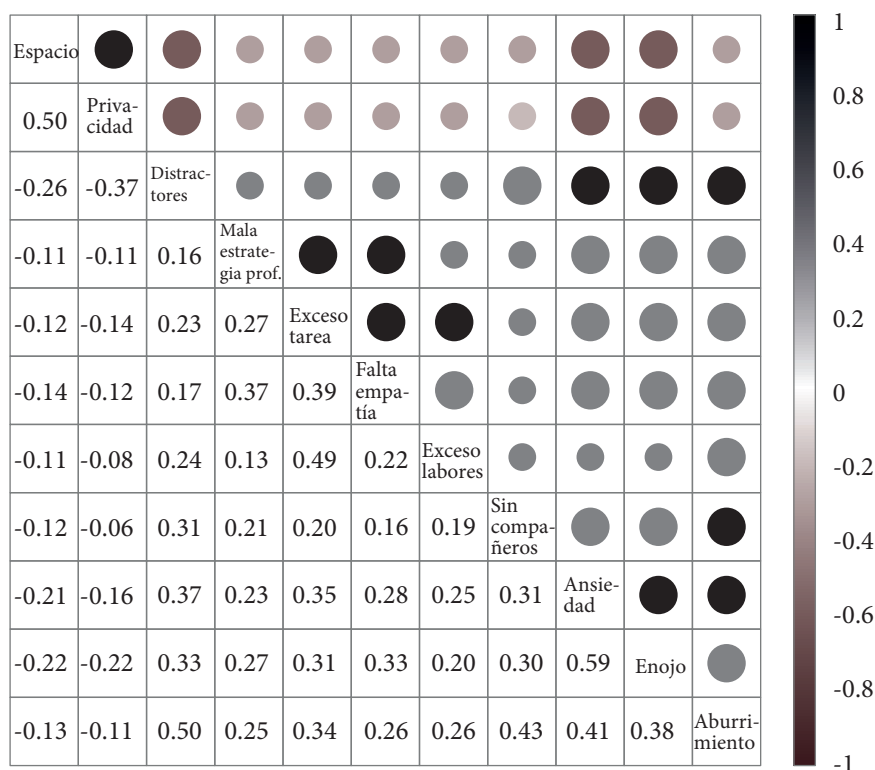 Espacio
0.50 Priva-
cidad
-0.26 -0.37 Distrac-
tores
-0.11 -0.11 0.16 Mala
estrate-
gia prof.
-0.12 -0.14 0.23 0.27 Exceso
tarea
-0.14 -0.12 0.17 0.37 0.39 Falta
empa-
tía
-0.11 -0.08 0.24 0.13 0.49 0.22 Exceso
labores
-0.12 -0.06 0.31 0.21 0.20 0.16 0.19 Sin
compa-
ñeros
-0.21 -0.16 0.37 0.23 0.35 0.28 0.25 0.31 Ansie-
dad
-0.22 -0.22 0.33 0.27 0.31 0.33 0.20 0.30 0.59 Enojo
-0.13 -0.11 0.50 0.25 0.34 0.26 0.26 0.43 0.41 0.38 Aburri-
miento
1
0.8
0.6
0.4
0.2
0
-0.2
-0.4
-0.6
-0.8
-1